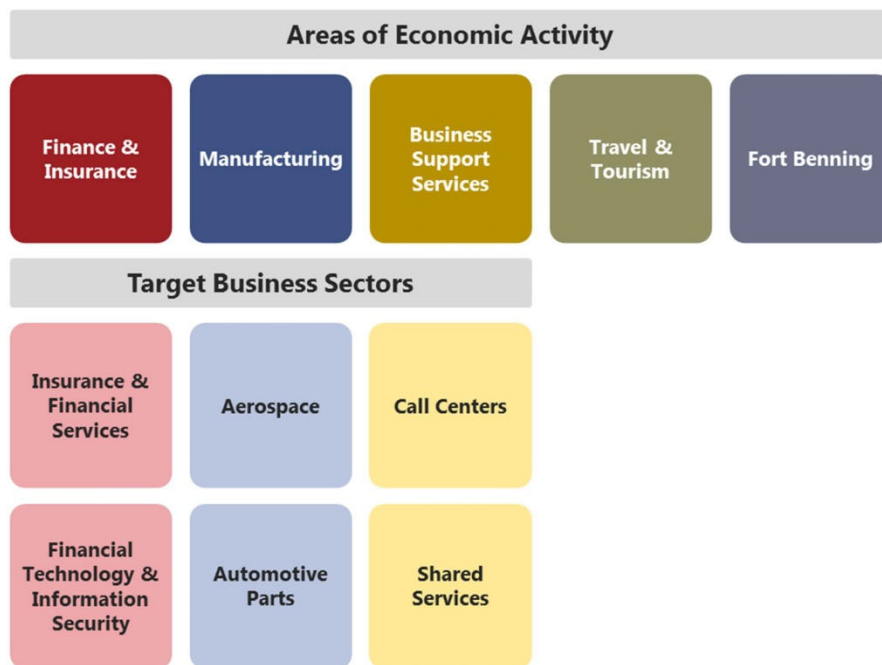 Areas of Economic Activity
Finance &
Insurance
Manufacturing
Business
Support
Services
Travel &
Tourism
Fort Benning
Target Business Sectors
Insurance &
Financial
Services
Aerospace
Call Centers
Financial
Technology &
Information
Security
Automotive
Parts
Shared
Services